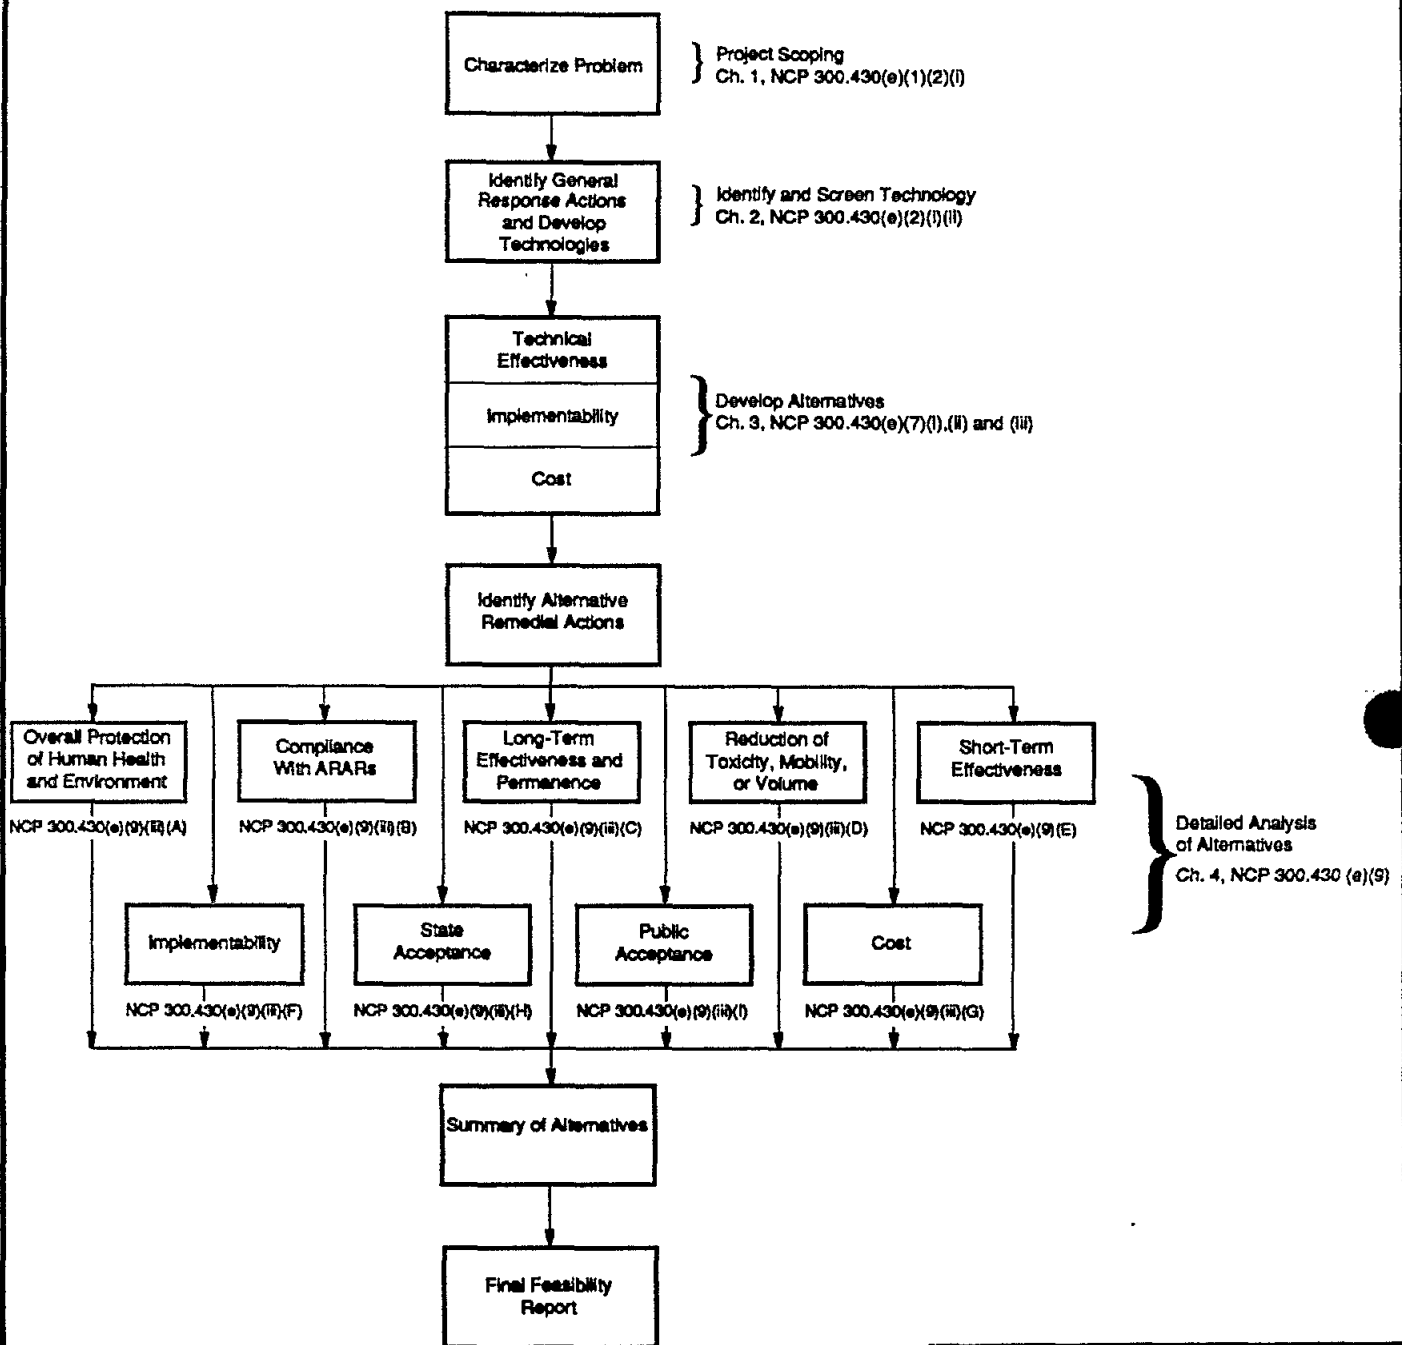 Characterize Problem
Project Scoping
Ch. 1, NCP 300.430(e)(1)(2)(i)
Identify General
Response Actions
and Develop
Technologies
Identify and Screen Technology
Ch. 2, NCP 300.430(e)(2)(i)(ii)
Technical
Effectiveness
Implementability
Cost
Develop Alternatives
Ch. 3, NCP 300.430(e)(7)(i),(ii) and (iii)
Identify Alternative
Remedial Actions
Overall Protection
of Human Health
and Environment
NCP 300.430(e)(9)(iii)(A)
Compliance
With ARARs
NCP 300.430(e)(9)(iii)(B)
Long-Term
Effectiveness and
Permanence
NCP 300.430(e)(9)(iii)(C)
Reduction of
Toxicity, Mobility,
or Volume
NCP 300.430(e)(9)(iii)(D)
Short-Term
Effectiveness
NCP 300.430(e)(9)(E)
Detailed Analysis
of Alternatives
Ch. 4, NCP 300.430 (e)(9)
Implementability
NCP 300.430(e)(9)(iii)(F)
State
Acceptance
NCP 300.430(e)(9)(iii)(H)
Public
Acceptance
NCP 300.430(e)(9)(iii)(I)
Cost
NCP 300.430(e)(9)(iii)(G)
Summary of Alternatives
Final Feasibility
Report